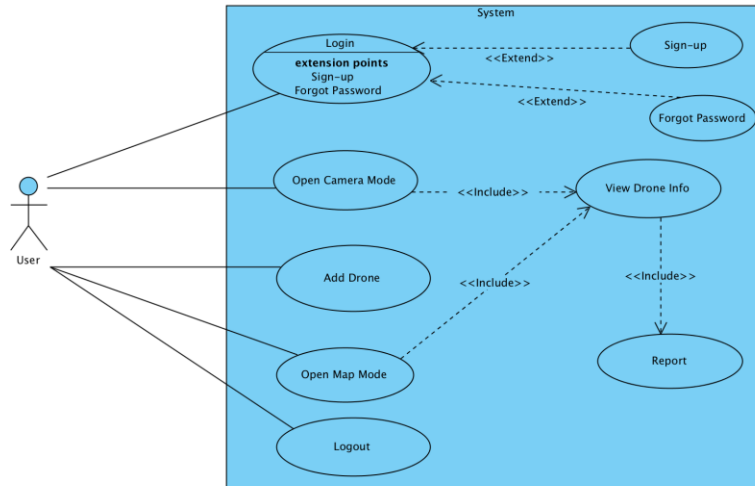 System
Login
extension points
Sign-up
Forgot Password
<<Extend>>
Sign-up
<<Extend>>
Forgot Password
Open Camera Mode
<<Include>>
View Drone Info
User
Add Drone
<<Include>>
<<Include>>
Open Map Mode
Report
Logout